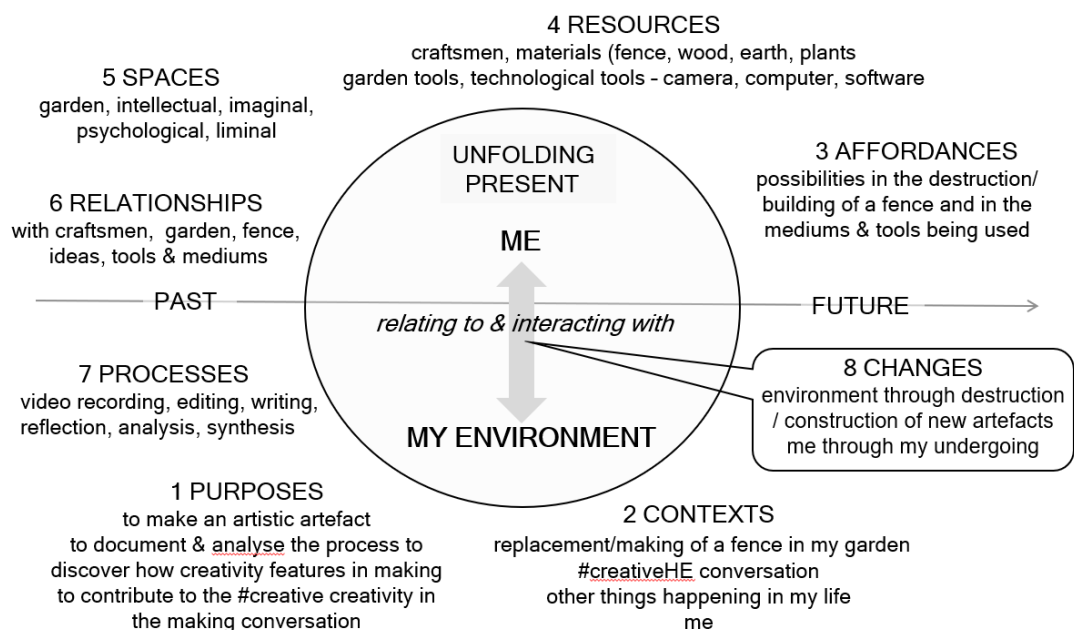 4 RESOURCES
craftsmen, materials (fence, wood, earth, plants
garden tools, technological tools – camera, computer, software
5 SPACES
garden, intellectual, imaginal,
psychological, liminal
UNFOLDING
PRESENT
3 AFFORDANCES
possibilities in the destruction/
building of a fence and in the
mediums & tools being used
6 RELATIONSHIPS
with craftsmen, garden, fence,
ideas, tools & mediums
ME
PAST
FUTURE
relating to & interacting with
7 PROCESSES
video recording, editing, writing,
reflection, analysis, synthesis
8 CHANGES
environment through destruction
/ construction of new artefacts
me through my undergoing
MY ENVIRONMENT
1 PURPOSES
to make an artistic artefact
to document & analyse the process to
discover how creativity features in making
to contribute to the #creative creativity in
the making conversation
2 CONTEXTS
replacement/making of a fence in my garden
#creativeHE conversation
other things happening in my life
me